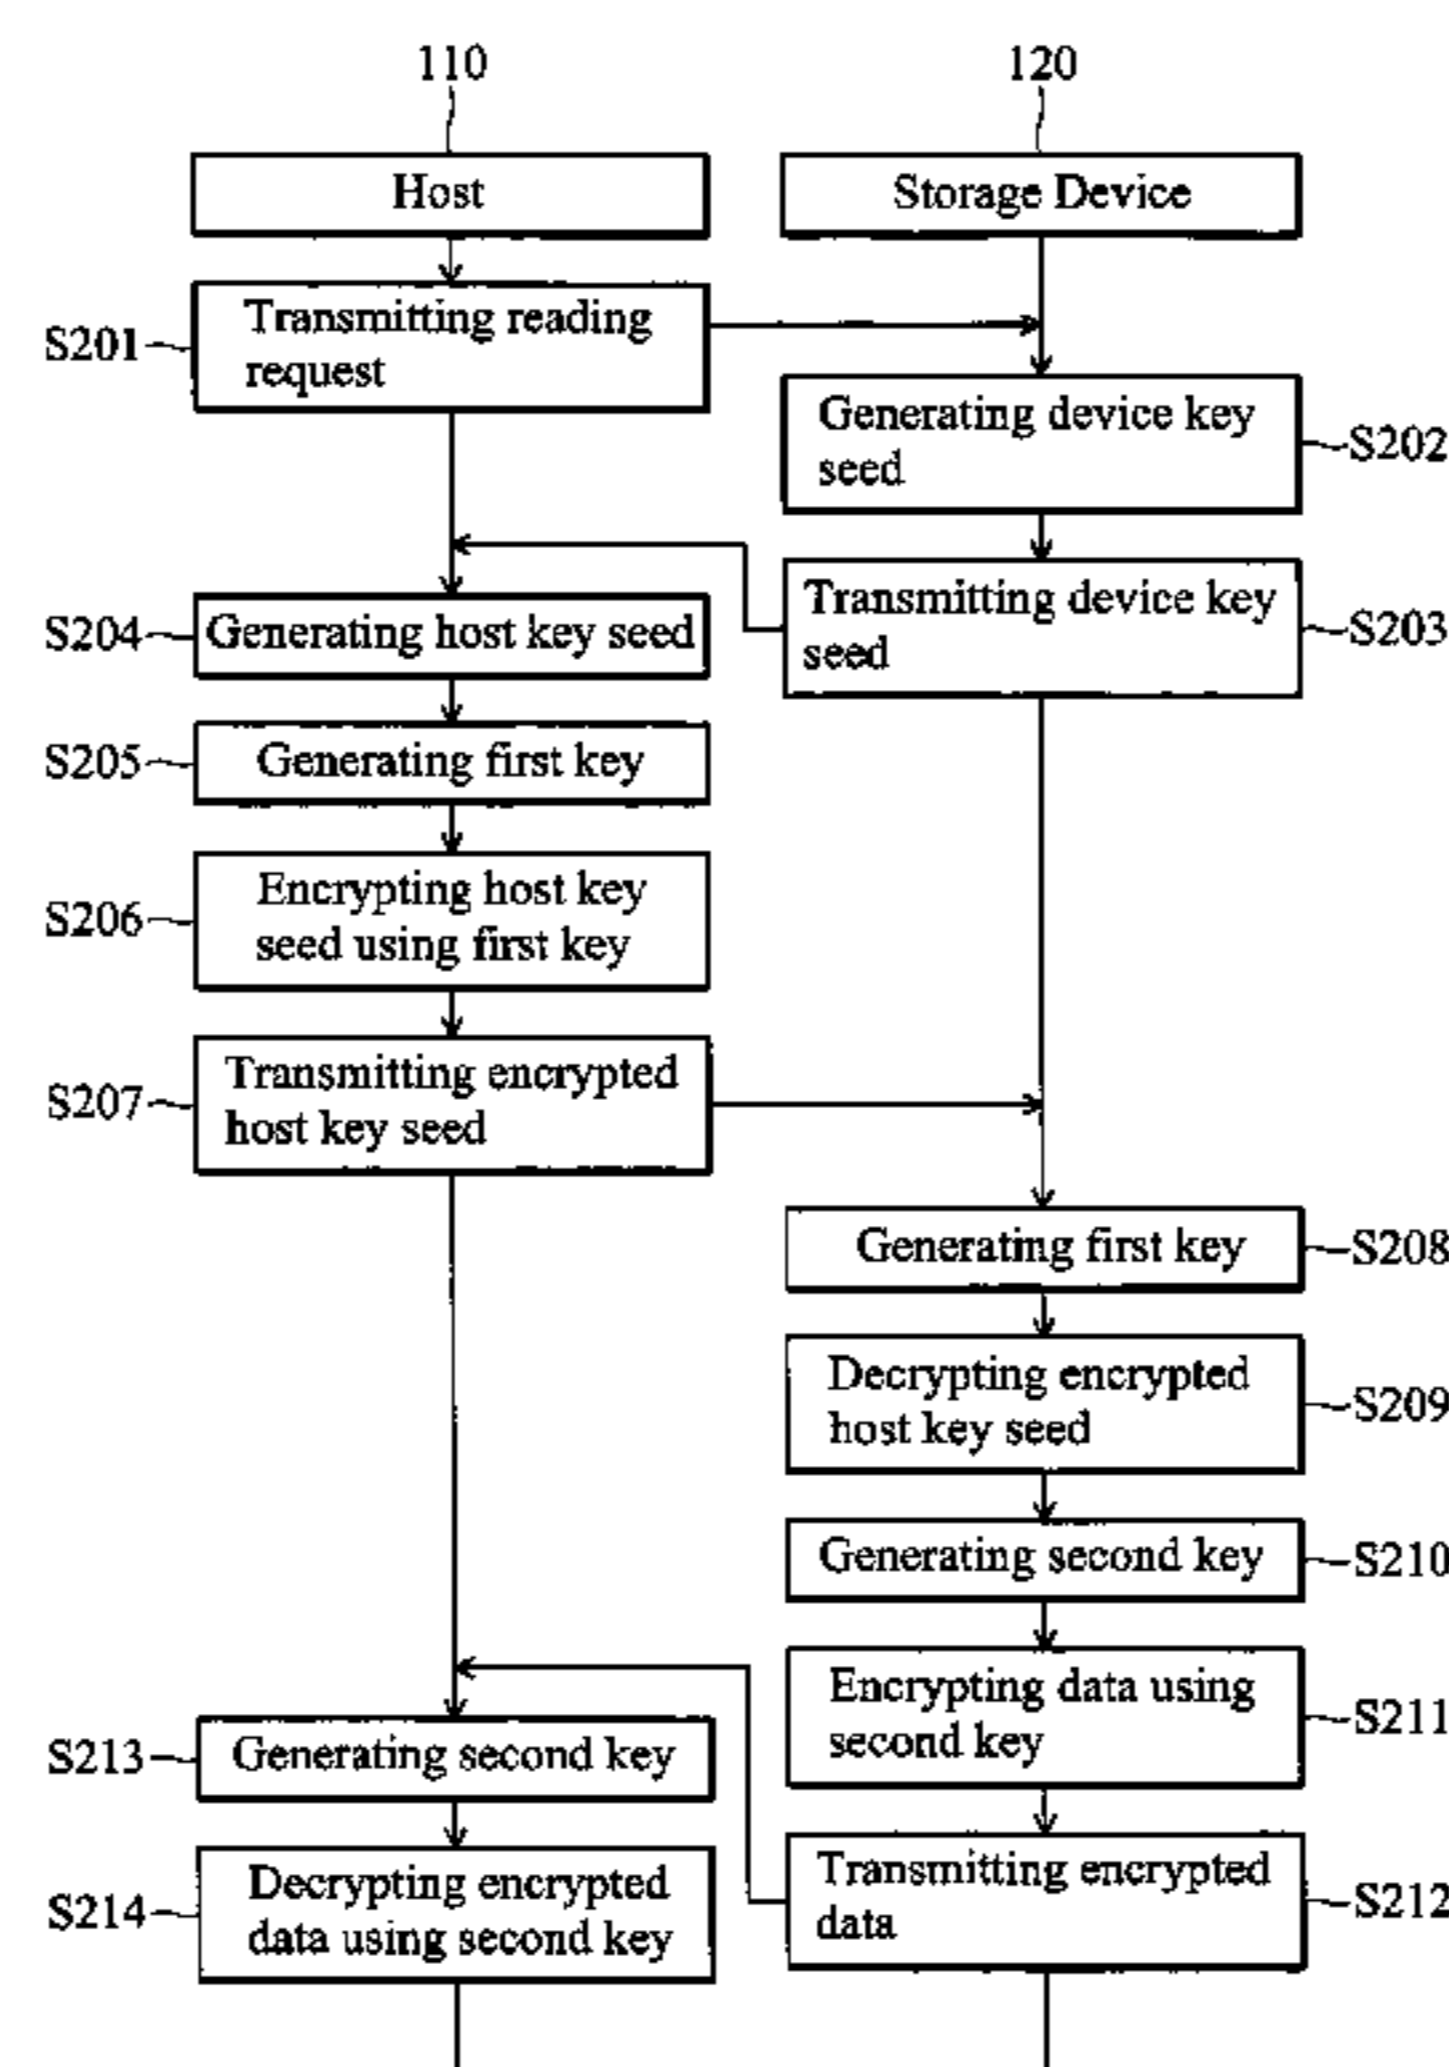 110
120
Host
Storage Device
S201
Transmitting reading
request
Generating device key
seed
S202
S204
Generating host key seed
Transmitting device key
seed
S203
S205
Generating first key
S206
Encrypting host key
seed using first key
S207
Transmitting encrypted
host key seed
Generating first key
S208
Decrypting encrypted
host key seed
S209
Generating second key
S210
Encrypting data using
second key
S211
S213
Generating second key
S214
Decrypting encrypted
data using second key
Transmitting encrypted
data
S212